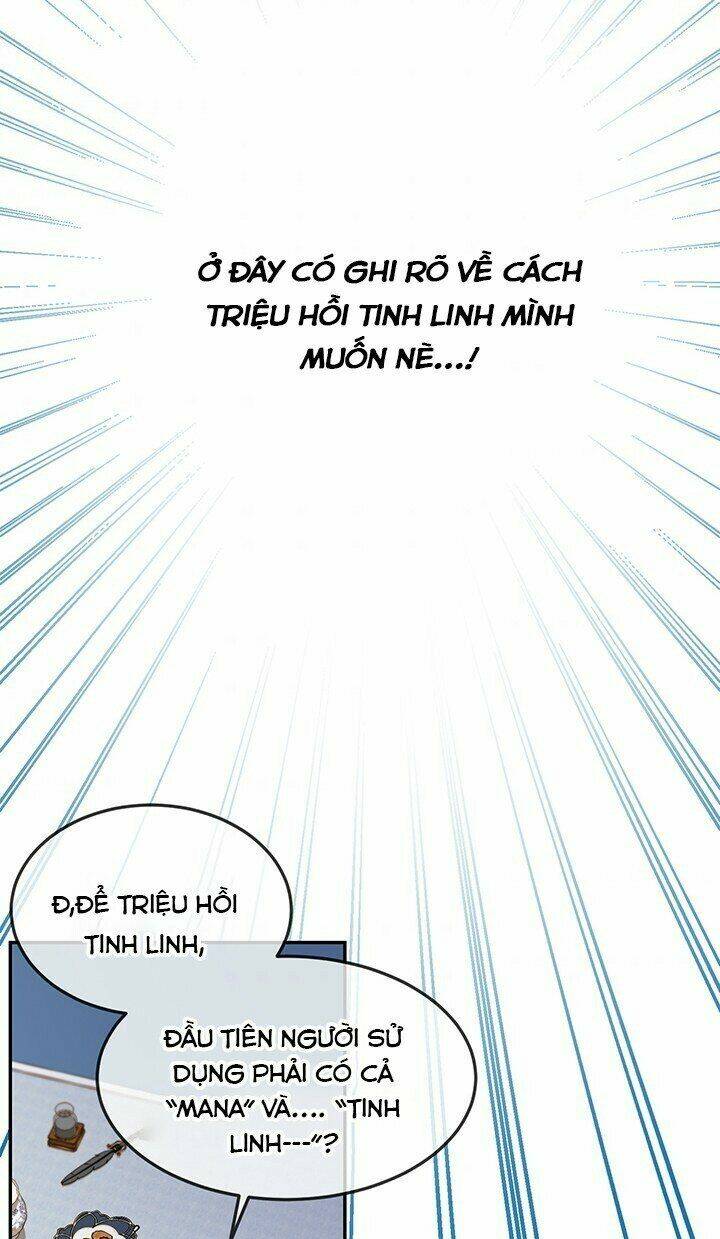 Ở ĐÂY CÓ GHI RÕ VỀ CÁCH
TRIỆU HỒI TINH LINH MÌNH
MUỐN NÈ...!
Đ,ĐỂ TRIỆU HỒI
TINH LINH,
ĐẦU TIÊN NGƯỜI SỬ
DỤNG PHẢI CÓ CẢ
“MANA” VÀ.... “TINH
LINH---”?